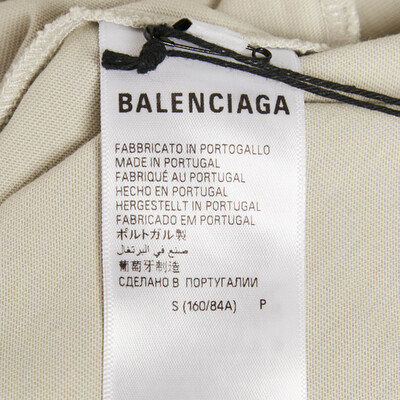 BALENCIAGA
FABBRICATO IN PORTOGALLO
MADE IN PORTUGAL
FABRIQUÉ AU PORTUGAL
HECHO EN PORTUGAL
HERGESTELLT IN PORTUGAL
FABRICADO EM PORTUGAL
ポルトガル製
صنع في البرتغال
葡萄牙制造
СДЕЛАНО В ПОРТУГАЛИИ
S (160/84A) P